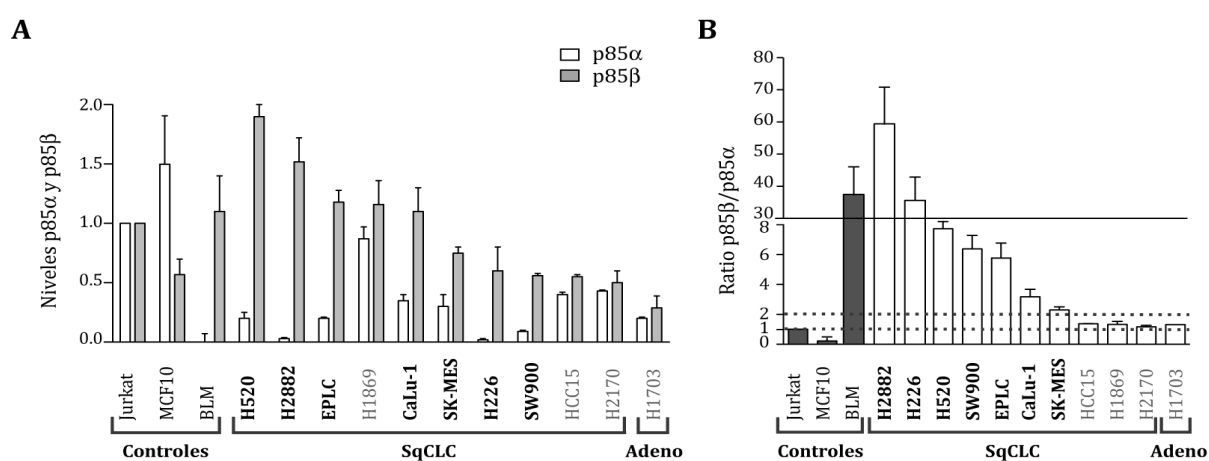 A
p85α
p85β
Niveles p85α y p85β
2.0
1.5
1.0
0.5
0.0
Jurkat
MCF10
BLM
H520
H2882
EPLC
H1869
CaLu-1
SK-MES
H226
SW900
HCC15
H2170
H1703
Controles
SqCLC
Adeno
B
Ratio p85β/p85α
80
70
60
50
40
30
8
6
4
2
1
0
Jurkat
MCF10
BLM
H2882
H226
H520
SW900
EPLC
CaLu-1
SK-MES
HCC15
H1869
H2170
H1703
Controles
SqCLC
Adeno